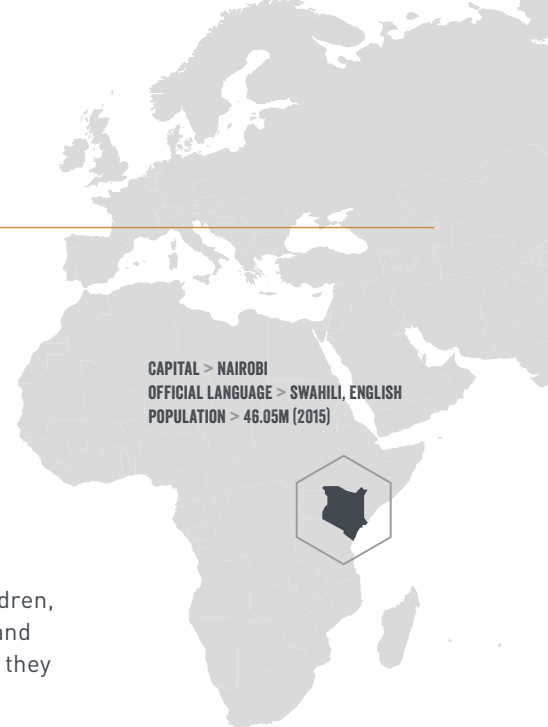 CAPITAL > NAIROBI
OFFICIAL LANGUAGE > SWAHILI, ENGLISH
POPULATION > 46.05M (2015)
dren,
and
they